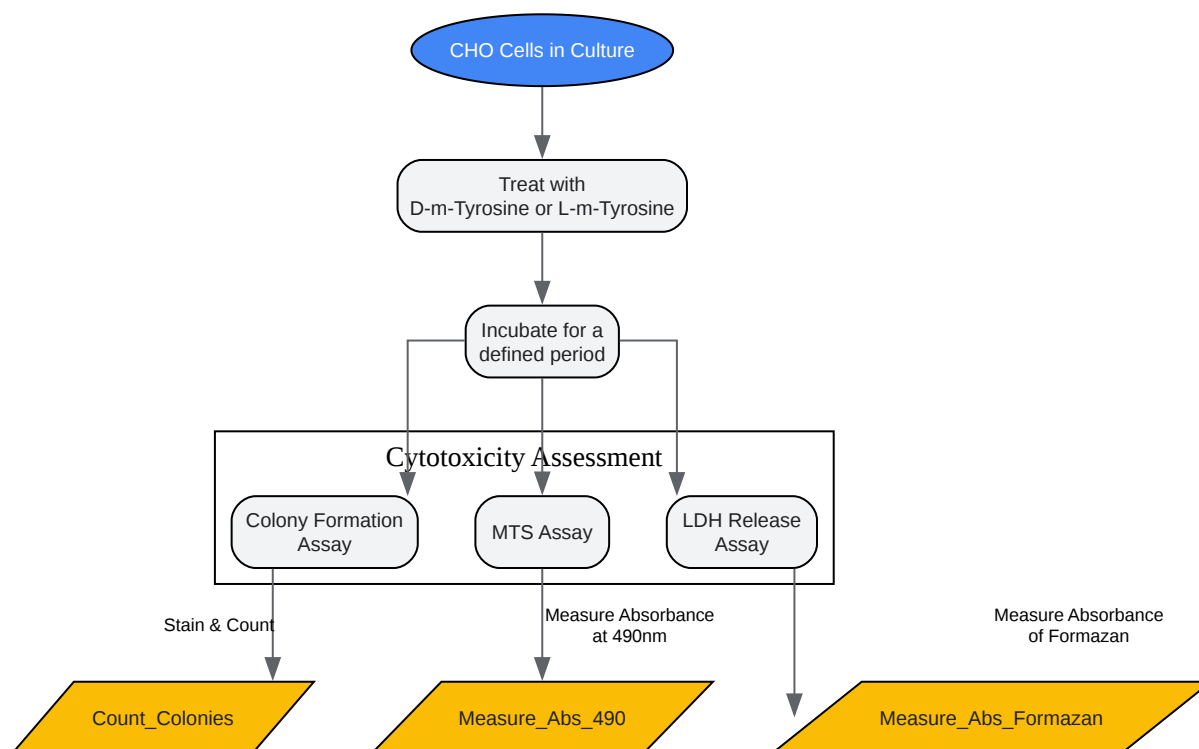 CHO Cells in Culture
Treat with
D-m-Tyrosine or L-m-Tyrosine
Incubate for a
defined period
Cytotoxicity Assessment
Colony Formation
Assay
MTS Assay
LDH Release
Assay
Stain & Count
Measure Absorbance
at 490nm
Measure Absorbance
of Formazan
Count_Colonies
Measure_Abs_490
Measure_Abs_Formazan